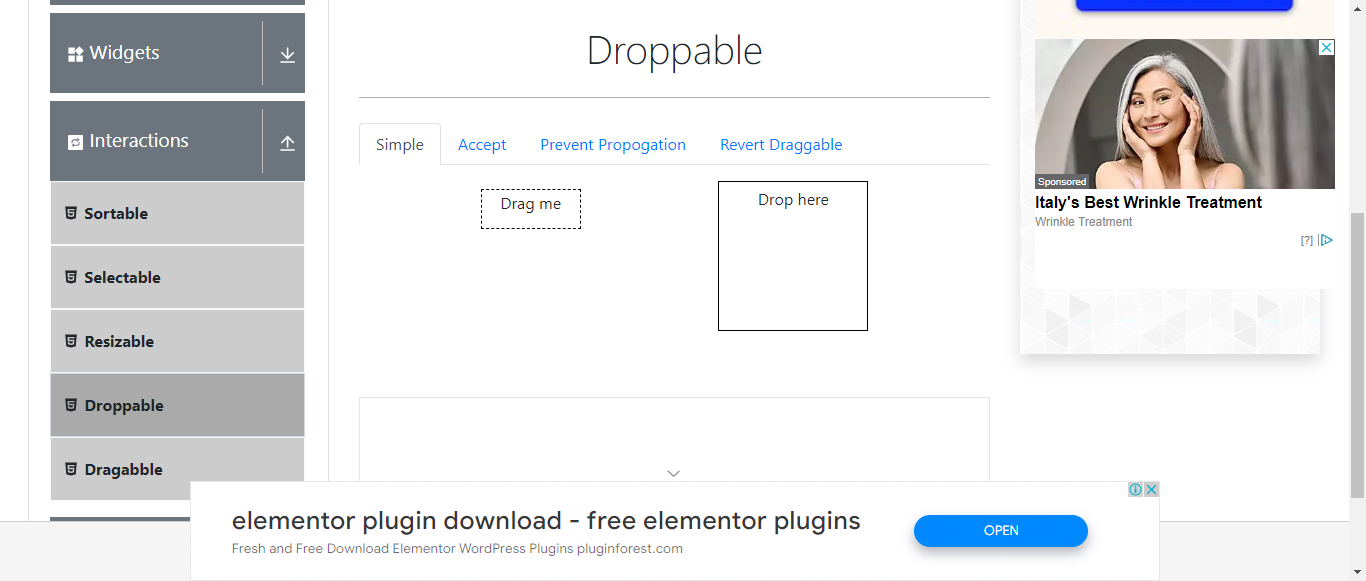 Widgets
Interactions
Sortable
Selectable
Resizable
Droppable
Dragabble
Droppable
Simple
Accept
Prevent Propogation
Revert Draggable
Drag me
Drop here
Sponsored
Italy's Best Wrinkle Treatment
Wrinkle Treatment
[?]
elementor plugin download - free elementor plugins
Fresh and Free Download Elementor WordPress Plugins pluginforest.com
OPEN